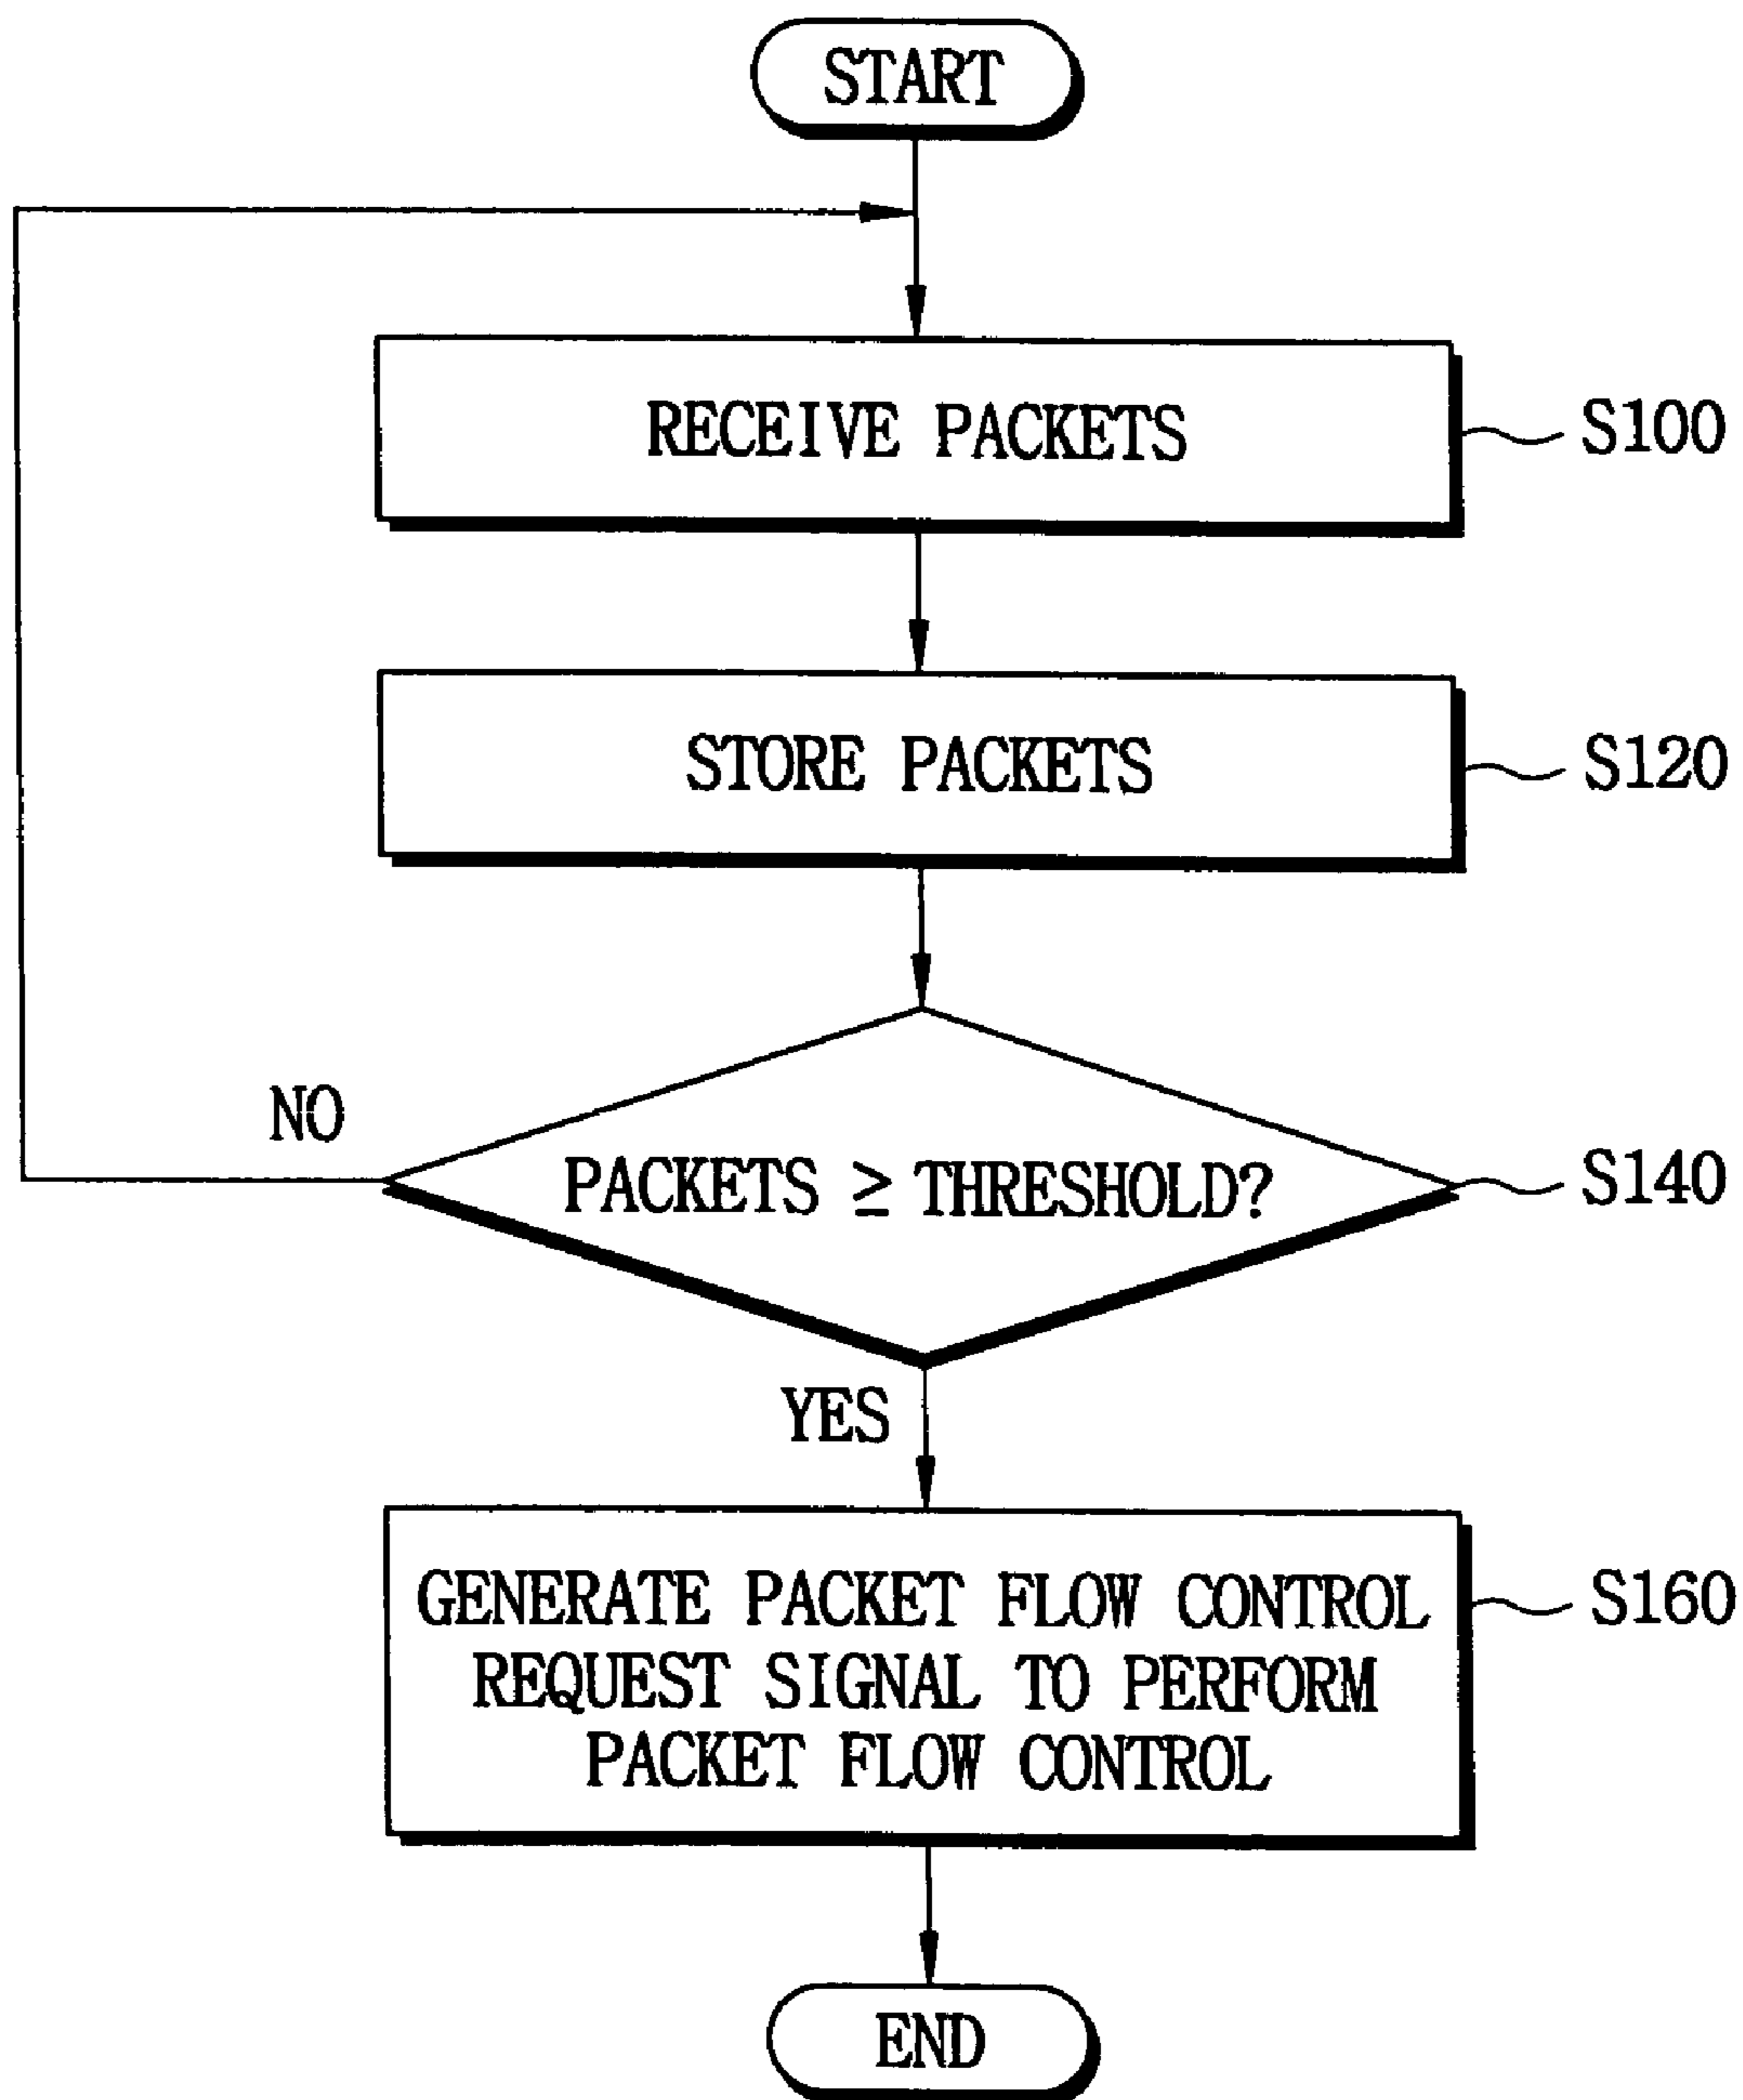 START
RECEIVE PACKETS
S100
STORE PACKETS
S120
NO
PACKETS ≥ THRESHOLD?
S140
YES
GENERATE PACKET FLOW CONTROL
REQUEST SIGNAL TO PERFORM
PACKET FLOW CONTROL
S160
END